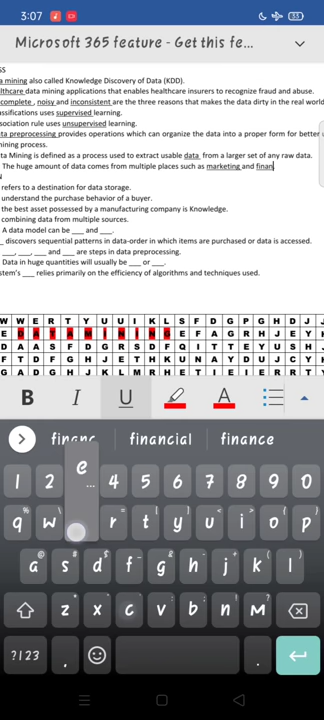 3:07
33
Microsoft 365 feature - Get this fe...
ss
a mining also called Knowledge Discovery of Data (KDD).
lthcare data mining applications that enables healthcare insurers to recognize fraud and abuse.
complete , noisy and inconsistent are the three reasons that makes the data dirty in the real world
assifications uses supervised learning.
sociation rule uses unsupervised learning.
ata preprocessing provides operations which can organize the data into a proper form for better
mining process.
ta Mining is defined as a process used to extract usable data from a larger set of any raw data.
The huge amount of data comes from multiple places such as marketing and finan
N
refers to a destination for data storage.
understand the purchase behavior of a buyer.
the best asset possessed by a manufacturing company is Knowledge.
combining data from multiple sources.
A data model can be ___ and ___.
_ discovers sequential patterns in data-order in which items are purchased or data is accessed.
___, ___, ___ and ___ are steps in data preprocessing.
Data in huge quantities will usually be ___ or ___.
stem's ___ relies primarily on the efficiency of algorithms and techniques used.
W W E R T Y U U I K L S F D G P G H D J J
E D A T A M I N I N G E F A G R H J E Y K
D A A S F D G R S D F Q I T T E Y U S H J
F T D F G H J E T H K U N A Y D U J C Y K
G A D G H J K T M R H E T I E I E R R T
B I U A
financ financial finance
e
...
1 2 4 5 6 7 8 9 0
q w r t y u i o p
a s d f g h j k l
z x c v b n m
?123 , .